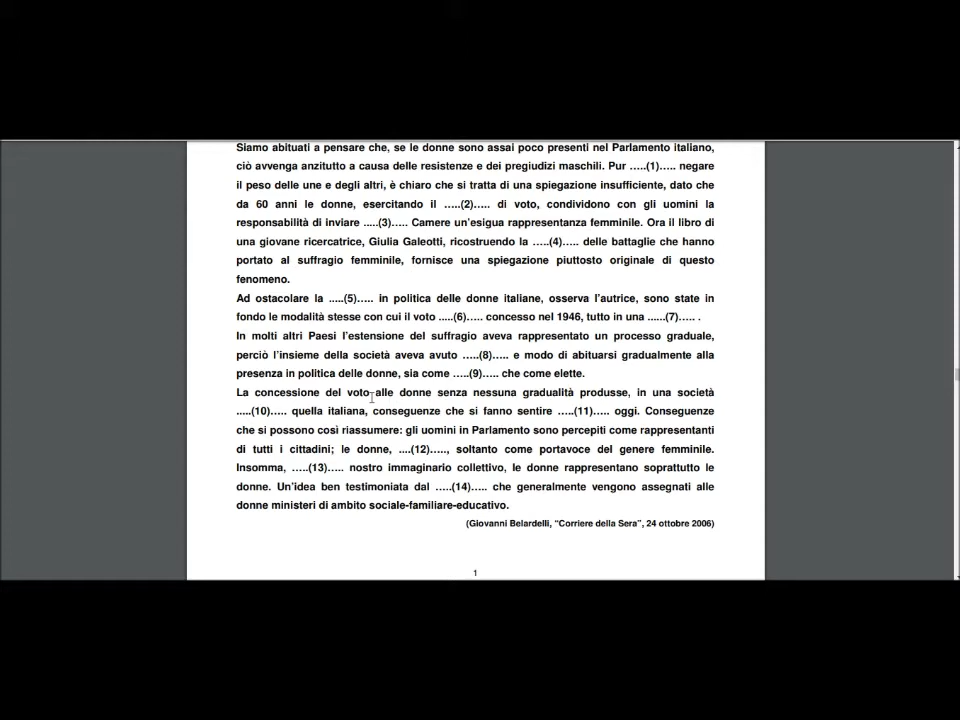 Siamo abituati a pensare che, se le donne sono assai poco presenti nel Parlamento italiano,
ciò avvenga anzitutto a causa delle resistenze e dei pregiudizi maschili. Pur …..(1)….. negare
il peso delle une e degli altri, è chiaro che si tratta di una spiegazione insufficiente, dato che
da 60 anni le donne, esercitando il …..(2)….. di voto, condividono con gli uomini la
responsabilità di inviare .....(3)….. Camere un’esigua rappresentanza femminile. Ora il libro di
una giovane ricercatrice, Giulia Galeotti, ricostruendo la …..(4)….. delle battaglie che hanno
portato al suffragio femminile, fornisce una spiegazione piuttosto originale di questo
fenomeno.
Ad ostacolare la .....(5)….. in politica delle donne italiane, osserva l’autrice, sono state in
fondo le modalità stesse con cui il voto .....(6)….. concesso nel 1946, tutto in una ......(7)….. .
In molti altri Paesi l’estensione del suffragio aveva rappresentato un processo graduale,
perciò l’insieme della società aveva avuto …..(8)….. e modo di abituarsi gradualmente alla
presenza in politica delle donne, sia come …..(9)….. che come elette.
La concessione del voto alle donne senza nessuna gradualità produsse, in una società
.....(10)….. quella italiana, conseguenze che si fanno sentire …..(11)….. oggi. Conseguenze
che si possono così riassumere: gli uomini in Parlamento sono percepiti come rappresentanti
di tutti i cittadini; le donne, ....(12)….., soltanto come portavoce del genere femminile.
Insomma, …..(13)….. nostro immaginario collettivo, le donne rappresentano soprattutto le
donne. Un’idea ben testimoniata dal …..(14)….. che generalmente vengono assegnati alle
donne ministeri di ambito sociale-familiare-educativo.
(Giovanni Belardelli, “Corriere della Sera”, 24 ottobre 2006)
1